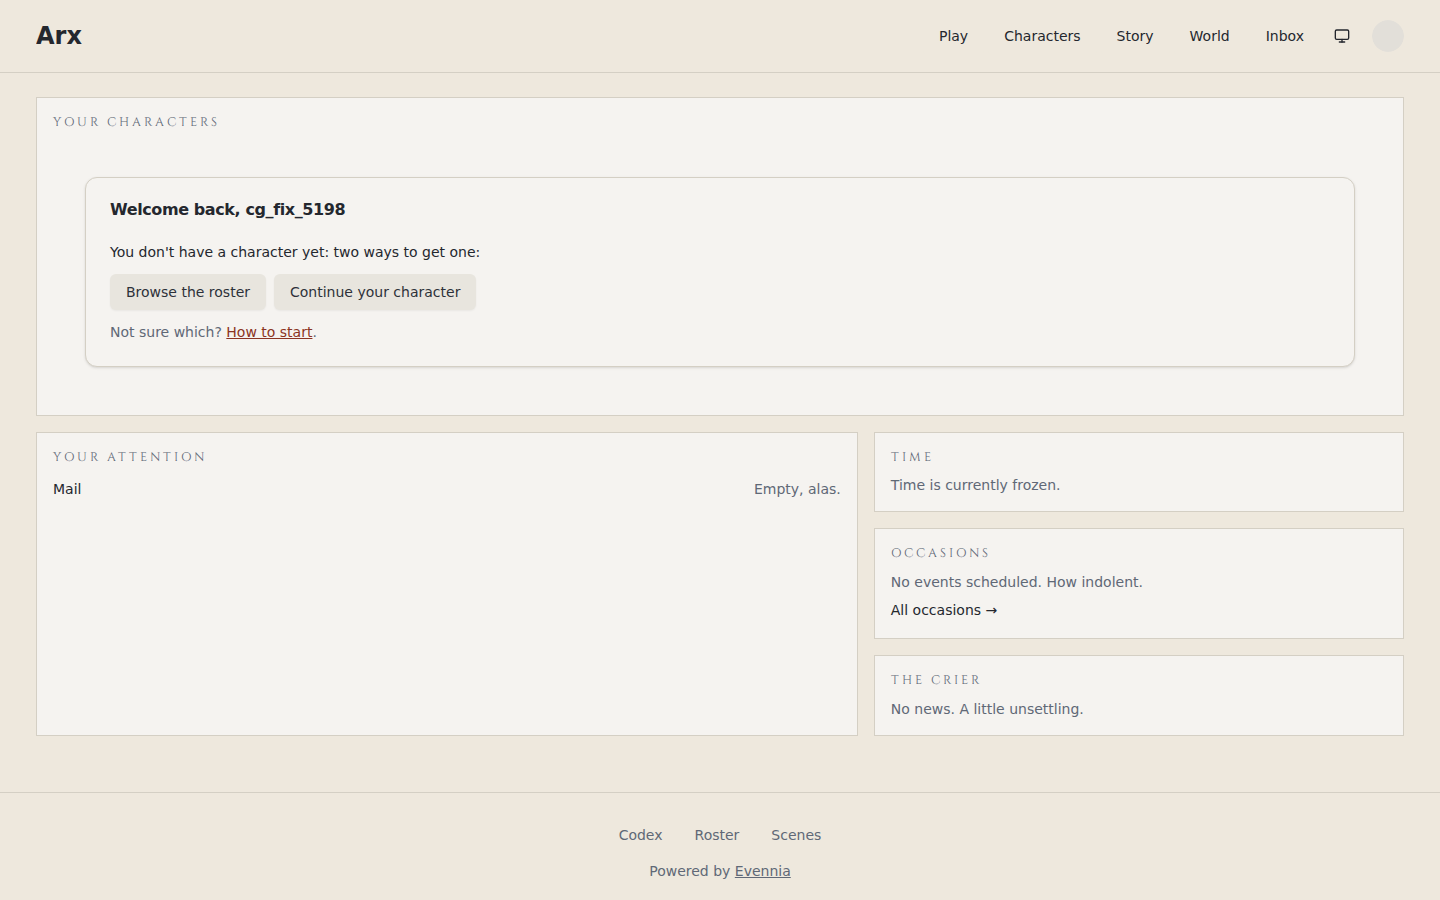 Arx
Play Characters Story World Inbox
YOUR CHARACTERS
Welcome back, cg_fix_5198
You don't have a character yet: two ways to get one:
Browse the roster Continue your character
Not sure which? How to start.
YOUR ATTENTION
Mail Empty, alas.
TIME
Time is currently frozen.
OCCASIONS
No events scheduled. How indolent.
All occasions →
THE CRIER
No news. A little unsettling.
Codex Roster Scenes
Powered by Evennia